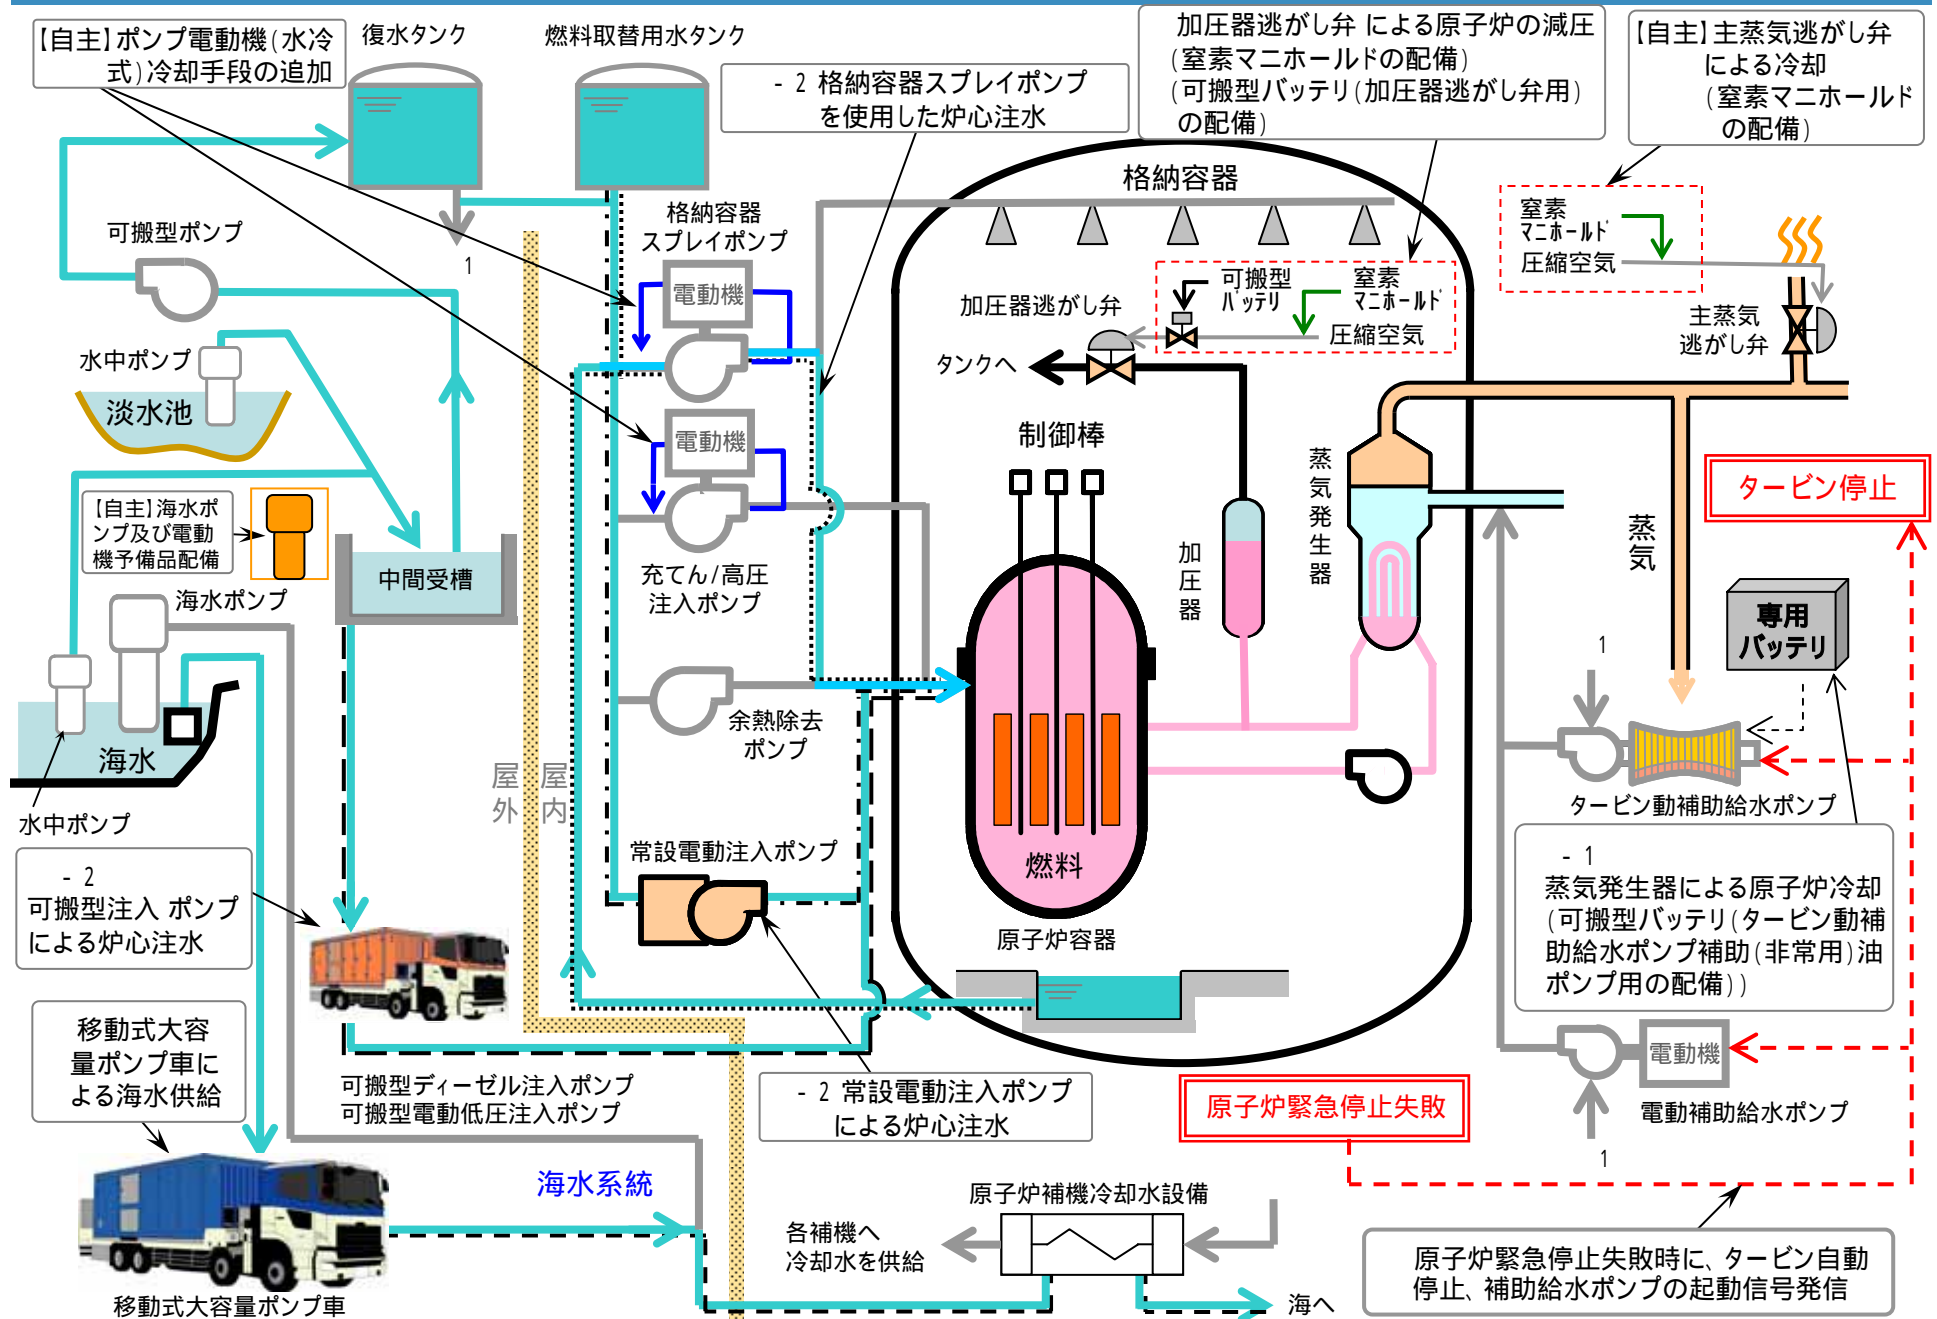 【自主】ポンプ電動機(水冷
式)冷却手段の追加
復水タンク
燃料取替用水タンク
- 2 格納容器スプレイポンプ
を使用した炉心注水
加圧器逃がし弁 による原子炉の減圧
(窒素マニホールドの配備)
(可搬型バッテリ(加圧器逃がし弁用)
の配備)
【自主】主蒸気逃がし弁
による冷却
(窒素マニホールド
の配備)
格納容器
格納容器
スプレイポンプ
可搬型ポンプ
1
電動機
可搬型
バッテリ
窒素
マニホールド
圧縮空気
加圧器逃がし弁
タンクへ
窒素
マニホールド
圧縮空気
主蒸気
逃がし弁
水中ポンプ
淡水池
電動機
制御棒
蒸気発生器
タービン停止
蒸気
【自主】海水ポ
ンプ及び電動
機予備品配備
中間受槽
海水ポンプ
充てん/高圧
注入ポンプ
加圧器
専用
バッテリ
1
海水
水中ポンプ
余熱除去
ポンプ
屋外
屋内
タービン動補助給水ポンプ
常設電動注入ポンプ
燃料
原子炉容器
- 2
可搬型注入 ポンプ
による炉心注水
- 1
蒸気発生器による原子炉冷却
(可搬型バッテリ(タービン動補
助給水ポンプ補助(非常用)油
ポンプ用の配備))
移動式大容
量ポンプ車に
よる海水供給
可搬型ディーゼル注入ポンプ
可搬型電動低圧注入ポンプ
- 2 常設電動注入ポンプ
による炉心注水
原子炉緊急停止失敗
電動機
電動補助給水ポンプ
1
海水系統
原子炉補機冷却水設備
各補機へ
冷却水を供給
海へ
移動式大容量ポンプ車
原子炉緊急停止失敗時に、タービン自動
停止、補助給水ポンプの起動信号発信